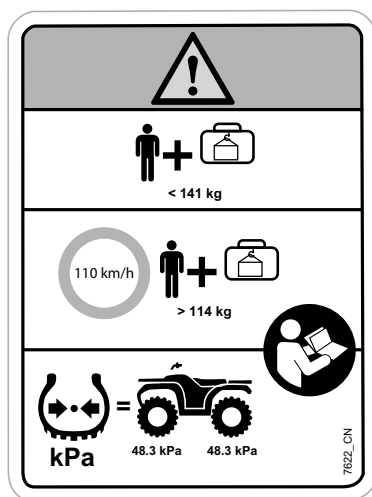 < 141 kg
110 km/h
> 114 kg
kPa
=
48.3 kPa 48.3 kPa
7622_CN